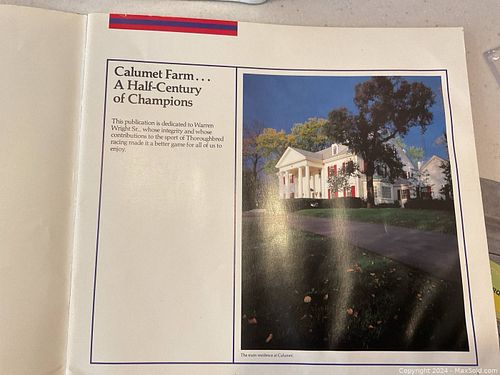 Calumet Farm...
A Half-Century
of Champions
This publication is dedicated to Warren
Wright Sr., whose integrity and whose
contributions to the sport of Thoroughbred
racing made it a better game for all of us to
enjoy.
The main residence at Calumet.
Copyright 2024 - MaxSold.com